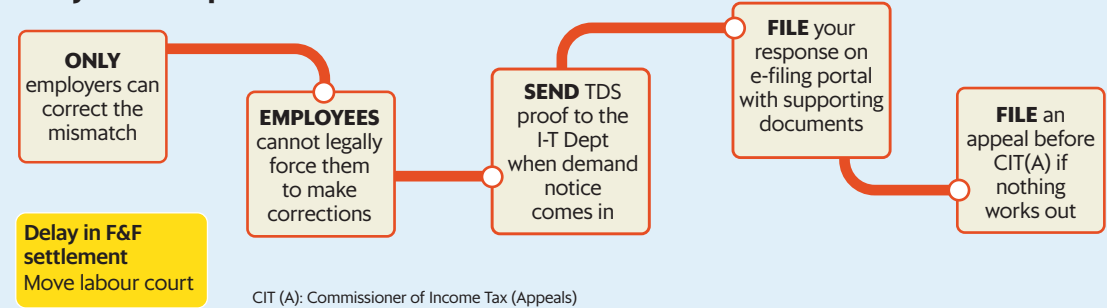 ONLY
employers can
correct the
mismatch
EMPLOYEES
cannot legally
force them
to make
corrections
SEND TDS
proof to the
I-T Dept
when demand
notice
comes in
FILE your
response on
e-filing portal
with supporting
documents
FILE an
appeal before
CIT(A) if
nothing
works out
Delay in F&F
settlement
Move labour court
CIT (A): Commissioner of Income Tax (Appeals)